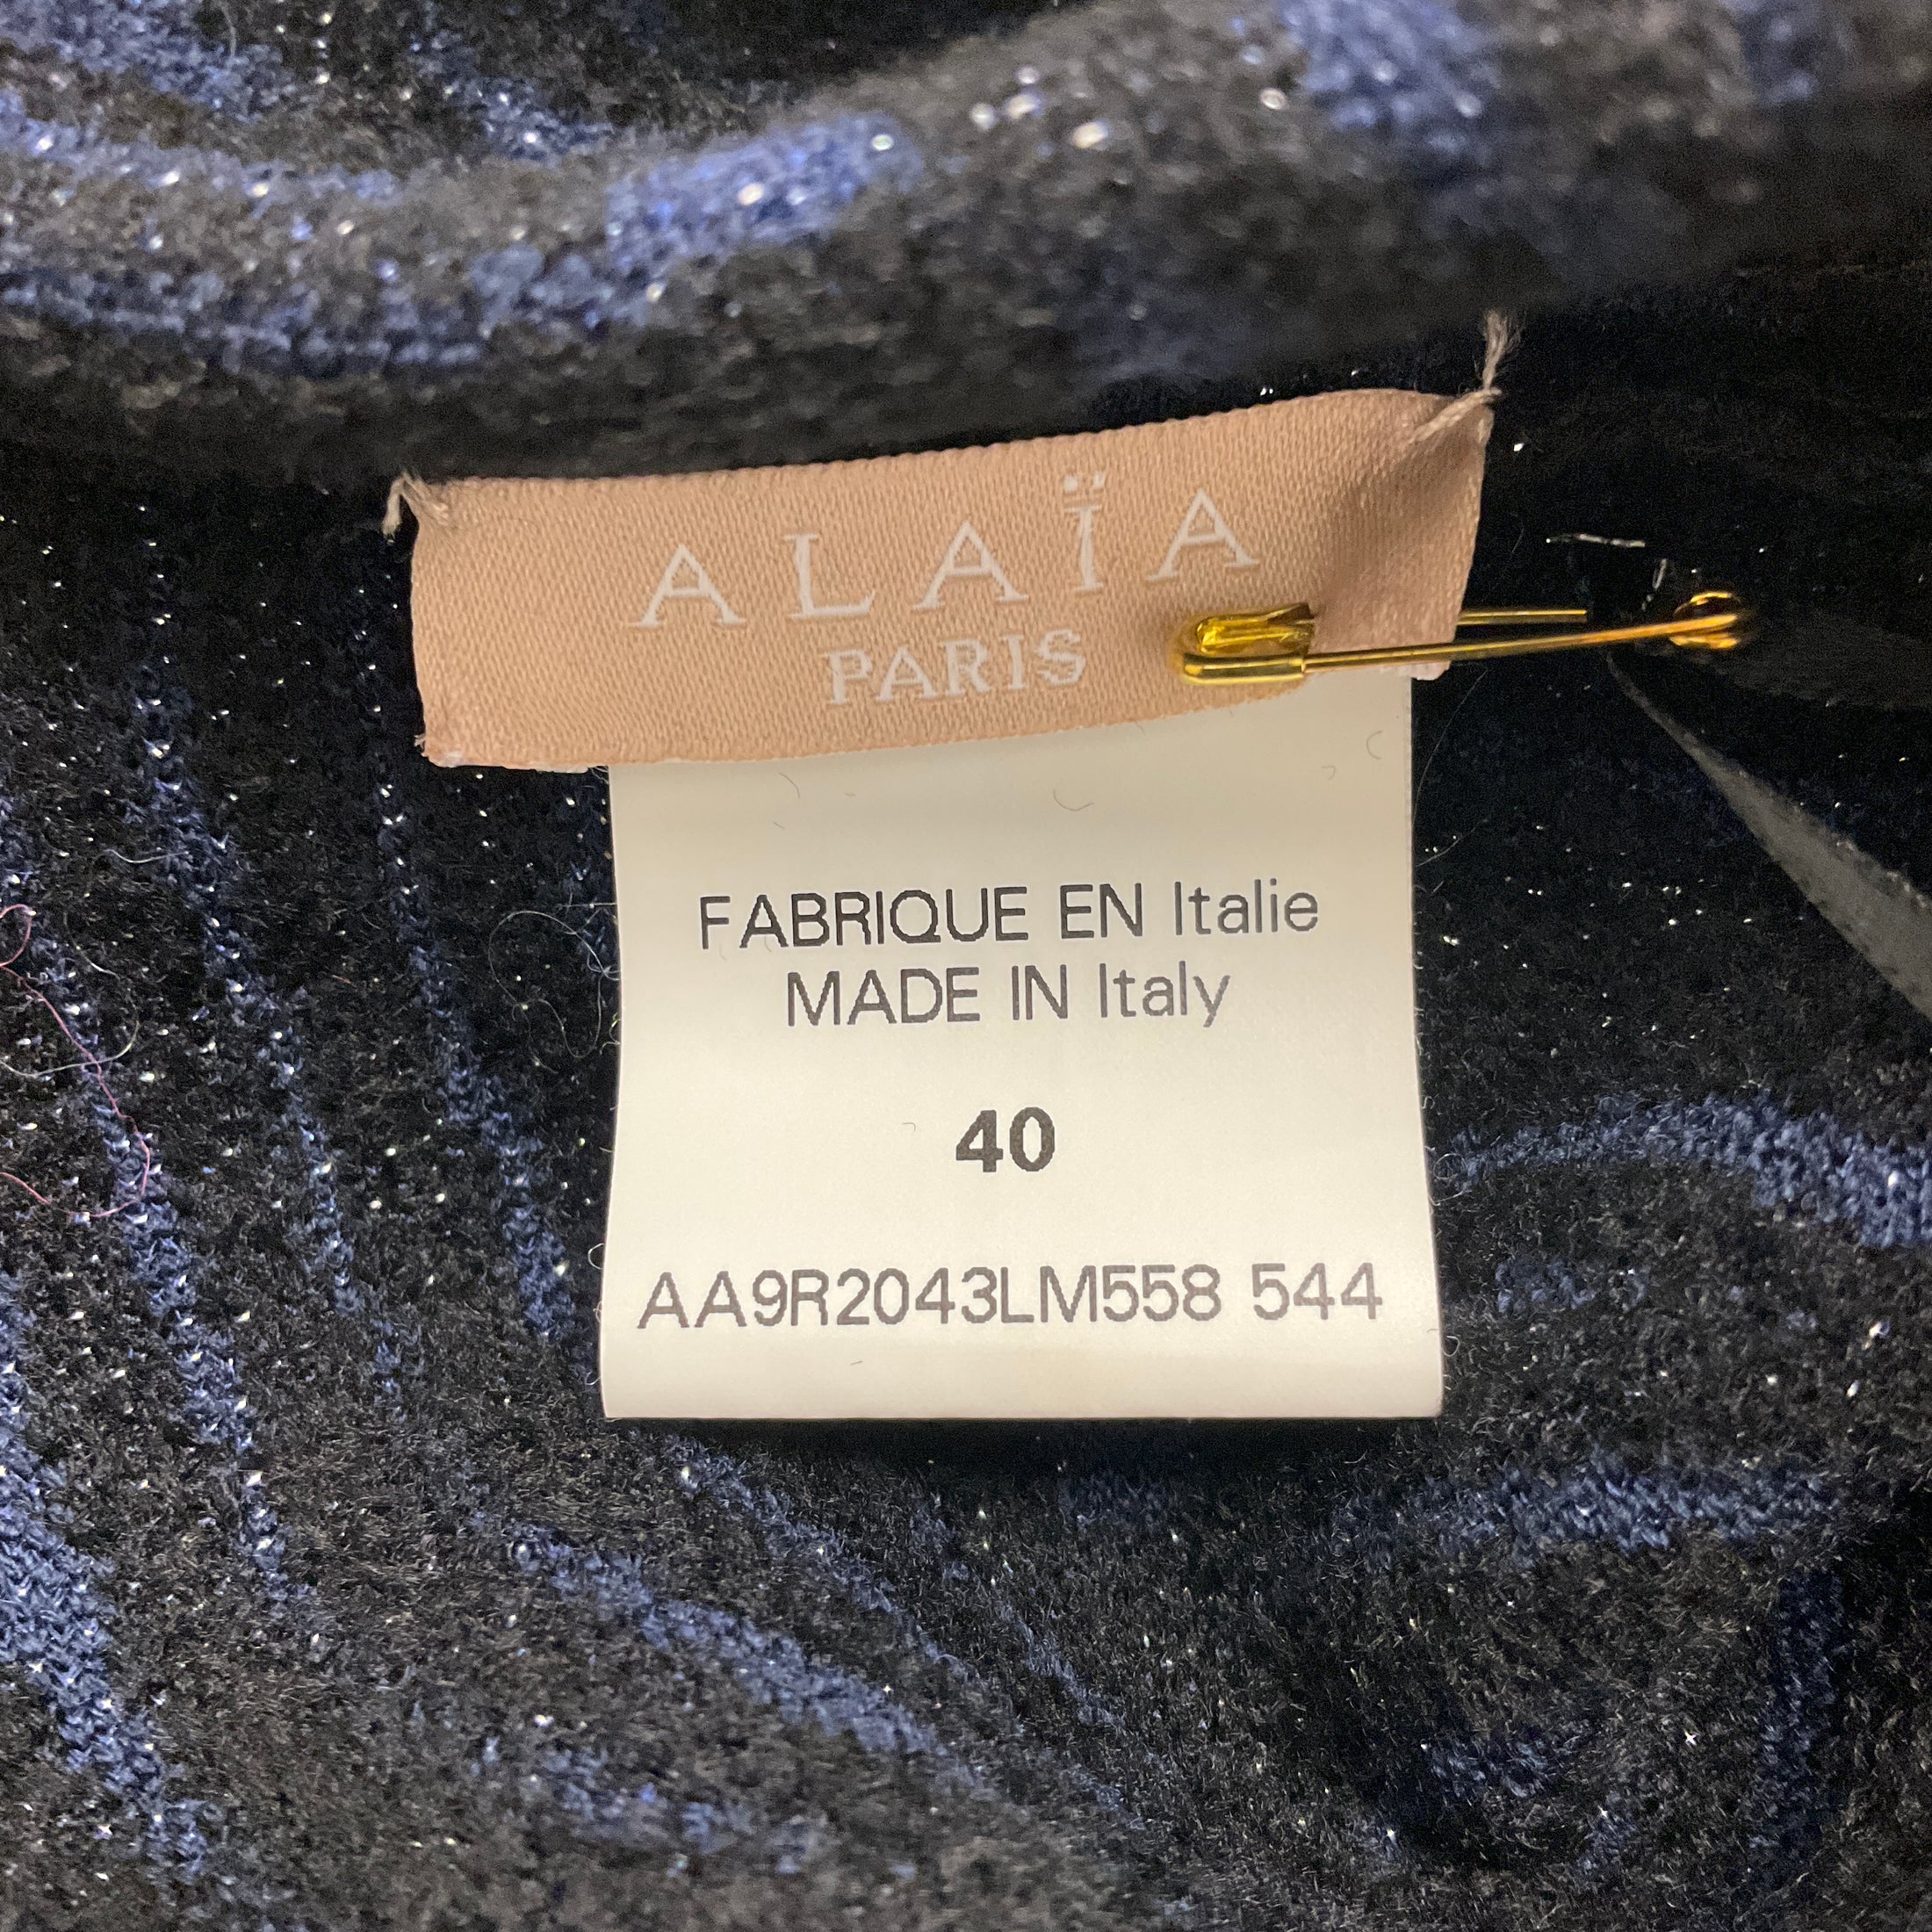 ALAÏA
PARIS
FABRIQUE EN Italie
MADE IN Italy
40
AA9R2043LM558 544